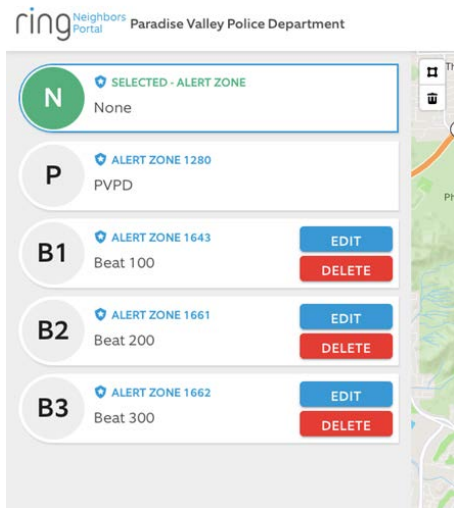 ring Neighbors Portal Paradise Valley Police Department
N
SELECTED - ALERT ZONE
None
P
ALERT ZONE 1280
PVPD
B1
ALERT ZONE 1643
Beat 100
EDIT
DELETE
B2
ALERT ZONE 1661
Beat 200
EDIT
DELETE
B3
ALERT ZONE 1662
Beat 300
EDIT
DELETE
Th
Ph